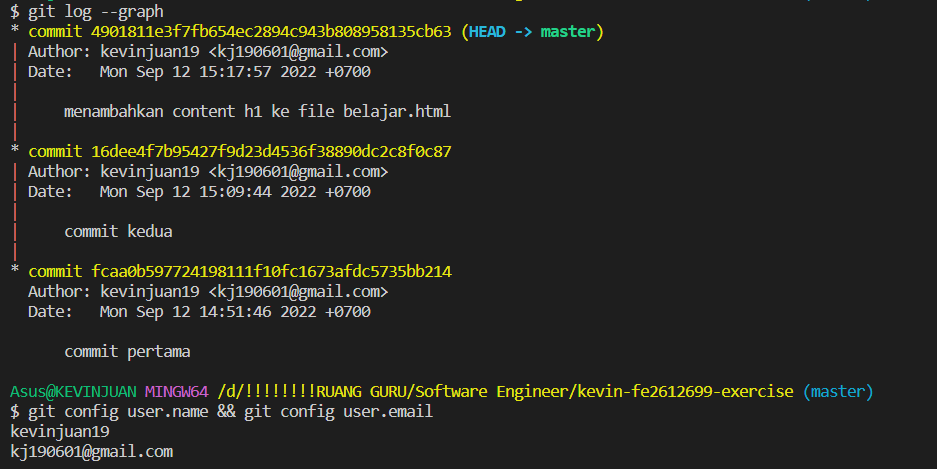 $ git log --graph
* commit 4901811e3f7fb654ec2894c943b808958135cb63 (HEAD -> master)
| Author: kevinjuan19 <kj190601@gmail.com>
| Date:   Mon Sep 12 15:17:57 2022 +0700
|
|     menambahkan content h1 ke file belajar.html
|
* commit 16dee4f7b95427f9d23d4536f38890dc2c8f0c87
| Author: kevinjuan19 <kj190601@gmail.com>
| Date:   Mon Sep 12 15:09:44 2022 +0700
|
|     commit kedua
|
* commit fcaa0b597724198111f10fc1673afdc5735bb214
  Author: kevinjuan19 <kj190601@gmail.com>
  Date:   Mon Sep 12 14:51:46 2022 +0700

      commit pertama

Asus@KEVINJUAN MINGW64 /d/!!!!!!!!RUANG GURU/Software Engineer/kevin-fe2612699-exercise (master)
$ git config user.name && git config user.email
kevinjuan19
kj190601@gmail.com